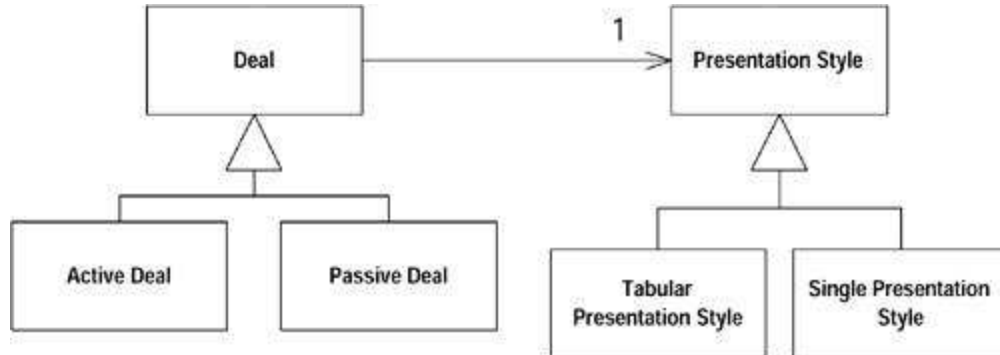 1
Deal
Presentation Style
Active Deal
Passive Deal
Tabular
Presentation Style
Single Presentation
Style